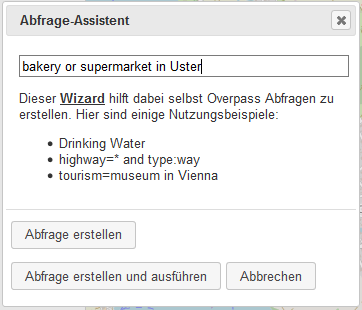 Abfrage-Assistent
bakery or supermarket in Uster
Dieser Wizard hilft dabei selbst Overpass Abfragen zu
erstellen. Hier sind einige Nutzungsbeispiele:
Drinking Water
highway=* and type:way
tourism=museum in Vienna
Abfrage erstellen
Abfrage erstellen und ausführen Abbrechen